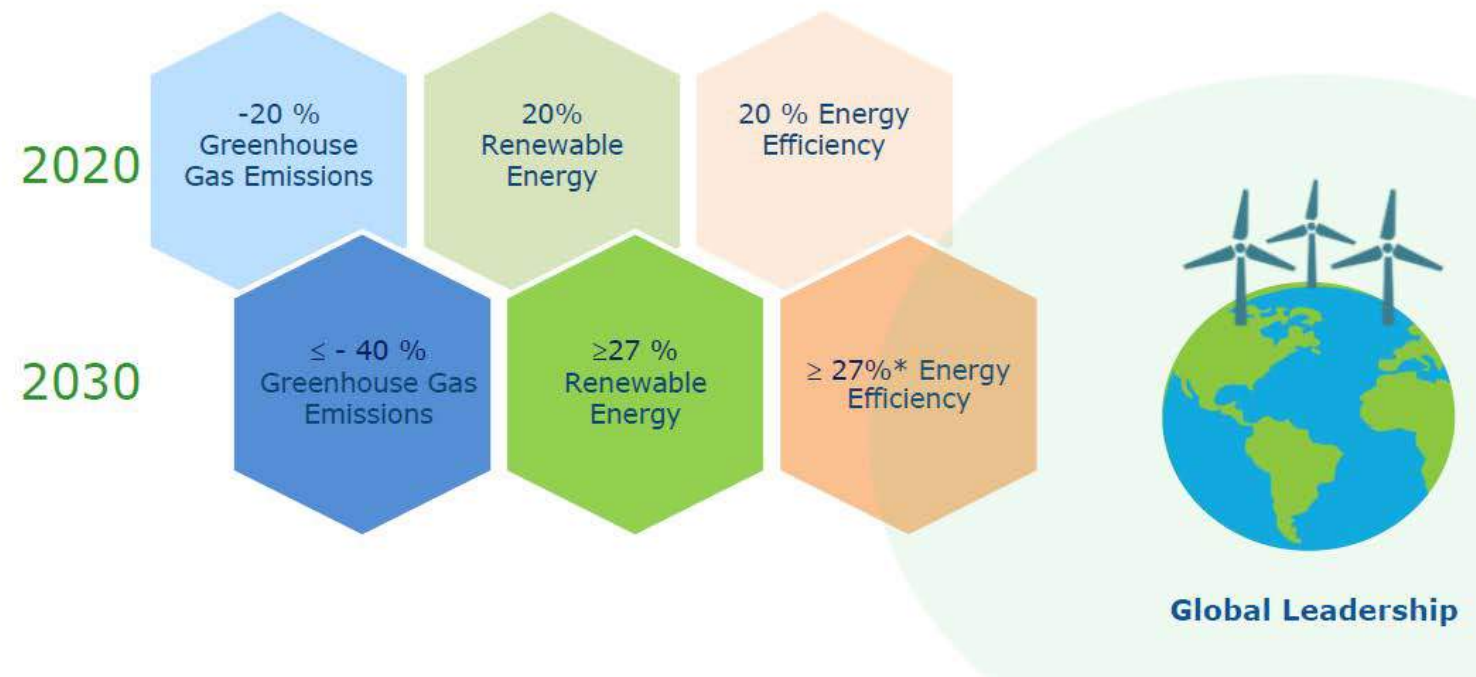 2020
-20 %
Greenhouse
Gas Emissions
20%
Renewable
Energy
20 % Energy
Efficiency
2030
≤ - 40 %
Greenhouse Gas
Emissions
≥27 %
Renewable
Energy
≥ 27%* Energy
Efficiency
Global Leadership